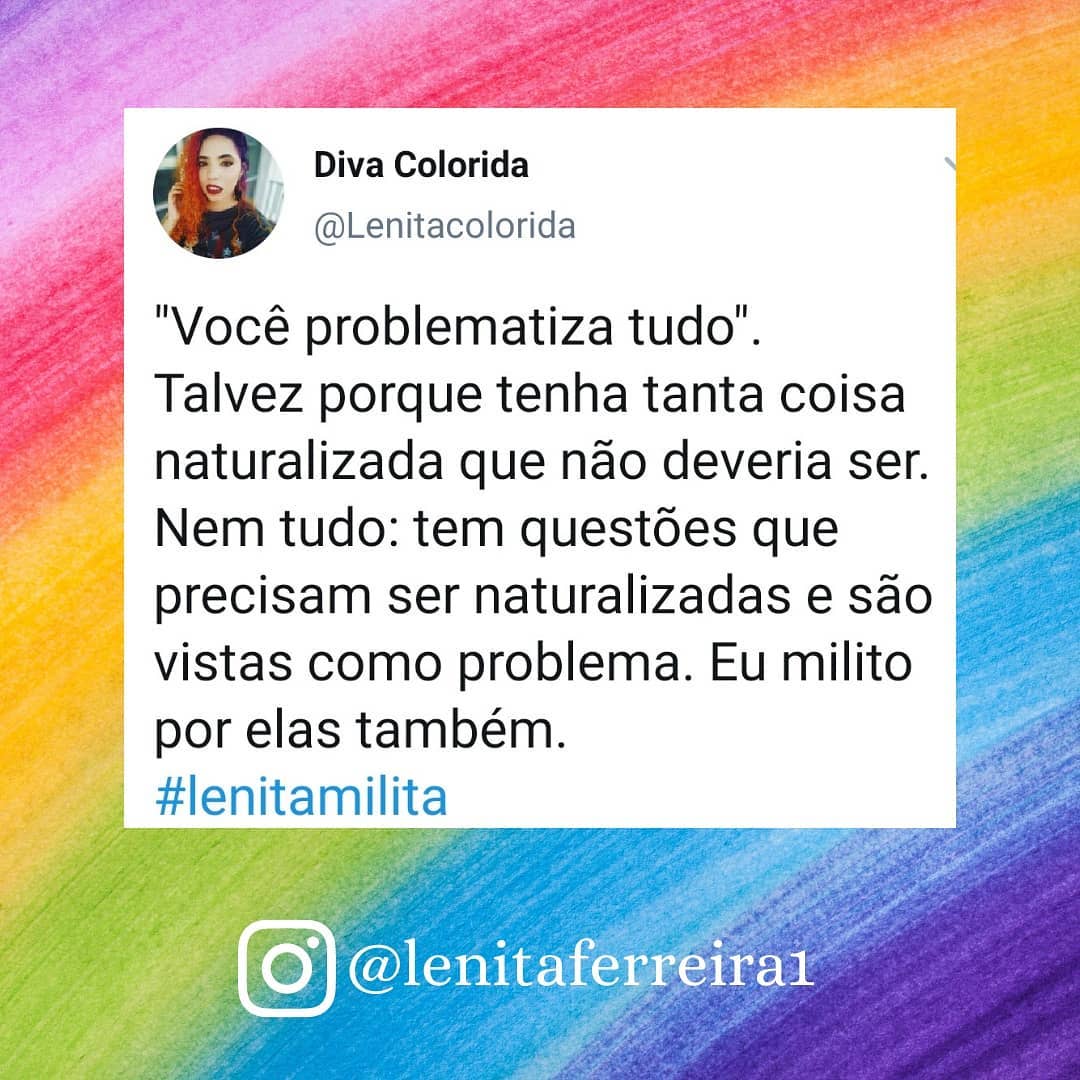 Diva Colorida
@Lenitacolorida
"Você problematiza tudo".
Talvez porque tenha tanta coisa
naturalizada que não deveria ser.
Nem tudo: tem questões que
precisam ser naturalizadas e são
vistas como problema. Eu milito
por elas também.
#lenitamilita
@lenitaferreira1